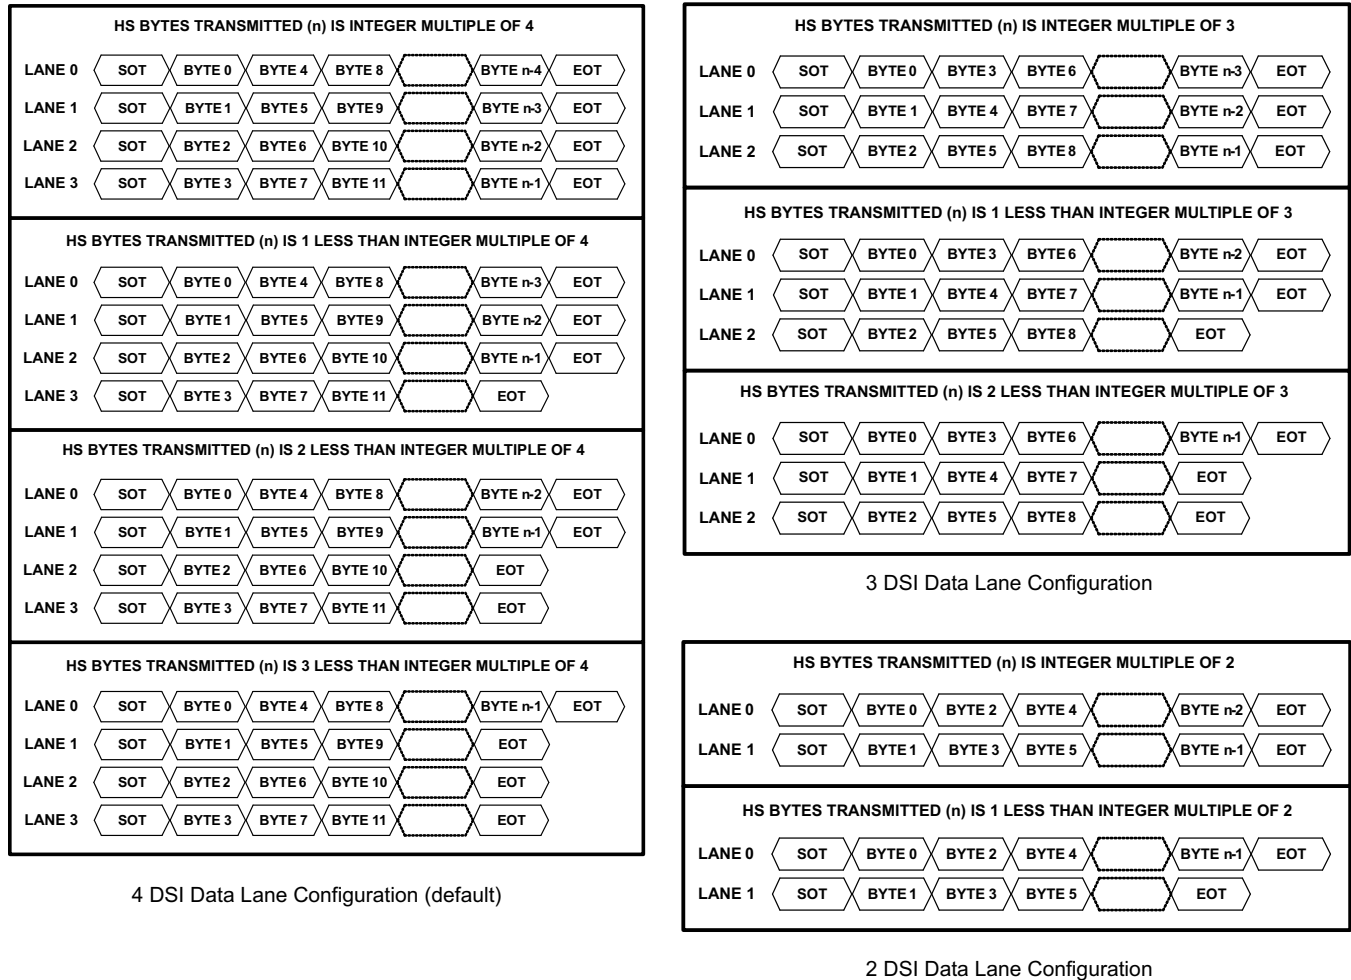 HS BYTES TRANSMITTED (n) IS INTEGER MULTIPLE OF 4
LANE 0 SOT BYTE 0 BYTE 4 BYTE 8 BYTE n-4 EOT
LANE 1 SOT BYTE 1 BYTE 5 BYTE 9 BYTE n-3 EOT
LANE 2 SOT BYTE 2 BYTE 6 BYTE 10 BYTE n-2 EOT
LANE 3 SOT BYTE 3 BYTE 7 BYTE 11 BYTE n-1 EOT
HS BYTES TRANSMITTED (n) IS 1 LESS THAN INTEGER MULTIPLE OF 4
LANE 0 SOT BYTE 0 BYTE 4 BYTE 8 BYTE n-3 EOT
LANE 1 SOT BYTE 1 BYTE 5 BYTE 9 BYTE n-2 EOT
LANE 2 SOT BYTE 2 BYTE 6 BYTE 10 BYTE n-1 EOT
LANE 3 SOT BYTE 3 BYTE 7 BYTE 11 EOT
HS BYTES TRANSMITTED (n) IS 2 LESS THAN INTEGER MULTIPLE OF 4
LANE 0 SOT BYTE 0 BYTE 4 BYTE 8 BYTE n-2 EOT
LANE 1 SOT BYTE 1 BYTE 5 BYTE 9 BYTE n-1 EOT
LANE 2 SOT BYTE 2 BYTE 6 BYTE 10 EOT
LANE 3 SOT BYTE 3 BYTE 7 BYTE 11 EOT
HS BYTES TRANSMITTED (n) IS 3 LESS THAN INTEGER MULTIPLE OF 4
LANE 0 SOT BYTE 0 BYTE 4 BYTE 8 BYTE n-1 EOT
LANE 1 SOT BYTE 1 BYTE 5 BYTE 9 EOT
LANE 2 SOT BYTE 2 BYTE 6 BYTE 10 EOT
LANE 3 SOT BYTE 3 BYTE 7 BYTE 11 EOT
4 DSI Data Lane Configuration (default)
HS BYTES TRANSMITTED (n) IS INTEGER MULTIPLE OF 3
LANE 0 SOT BYTE 0 BYTE 3 BYTE 6 BYTE n-3 EOT
LANE 1 SOT BYTE 1 BYTE 4 BYTE 7 BYTE n-2 EOT
LANE 2 SOT BYTE 2 BYTE 5 BYTE 8 BYTE n-1 EOT
HS BYTES TRANSMITTED (n) IS 1 LESS THAN INTEGER MULTIPLE OF 3
LANE 0 SOT BYTE 0 BYTE 3 BYTE 6 BYTE n-2 EOT
LANE 1 SOT BYTE 1 BYTE 4 BYTE 7 BYTE n-1 EOT
LANE 2 SOT BYTE 2 BYTE 5 BYTE 8 EOT
HS BYTES TRANSMITTED (n) IS 2 LESS THAN INTEGER MULTIPLE OF 3
LANE 0 SOT BYTE 0 BYTE 3 BYTE 6 BYTE n-1 EOT
LANE 1 SOT BYTE 1 BYTE 4 BYTE 7 EOT
LANE 2 SOT BYTE 2 BYTE 5 BYTE 8 EOT
3 DSI Data Lane Configuration
HS BYTES TRANSMITTED (n) IS INTEGER MULTIPLE OF 2
LANE 0 SOT BYTE 0 BYTE 2 BYTE 4 BYTE n-2 EOT
LANE 1 SOT BYTE 1 BYTE 3 BYTE 5 BYTE n-1 EOT
HS BYTES TRANSMITTED (n) IS 1 LESS THAN INTEGER MULTIPLE OF 2
LANE 0 SOT BYTE 0 BYTE 2 BYTE 4 BYTE n-1 EOT
LANE 1 SOT BYTE 1 BYTE 3 BYTE 5 EOT
2 DSI Data Lane Configuration